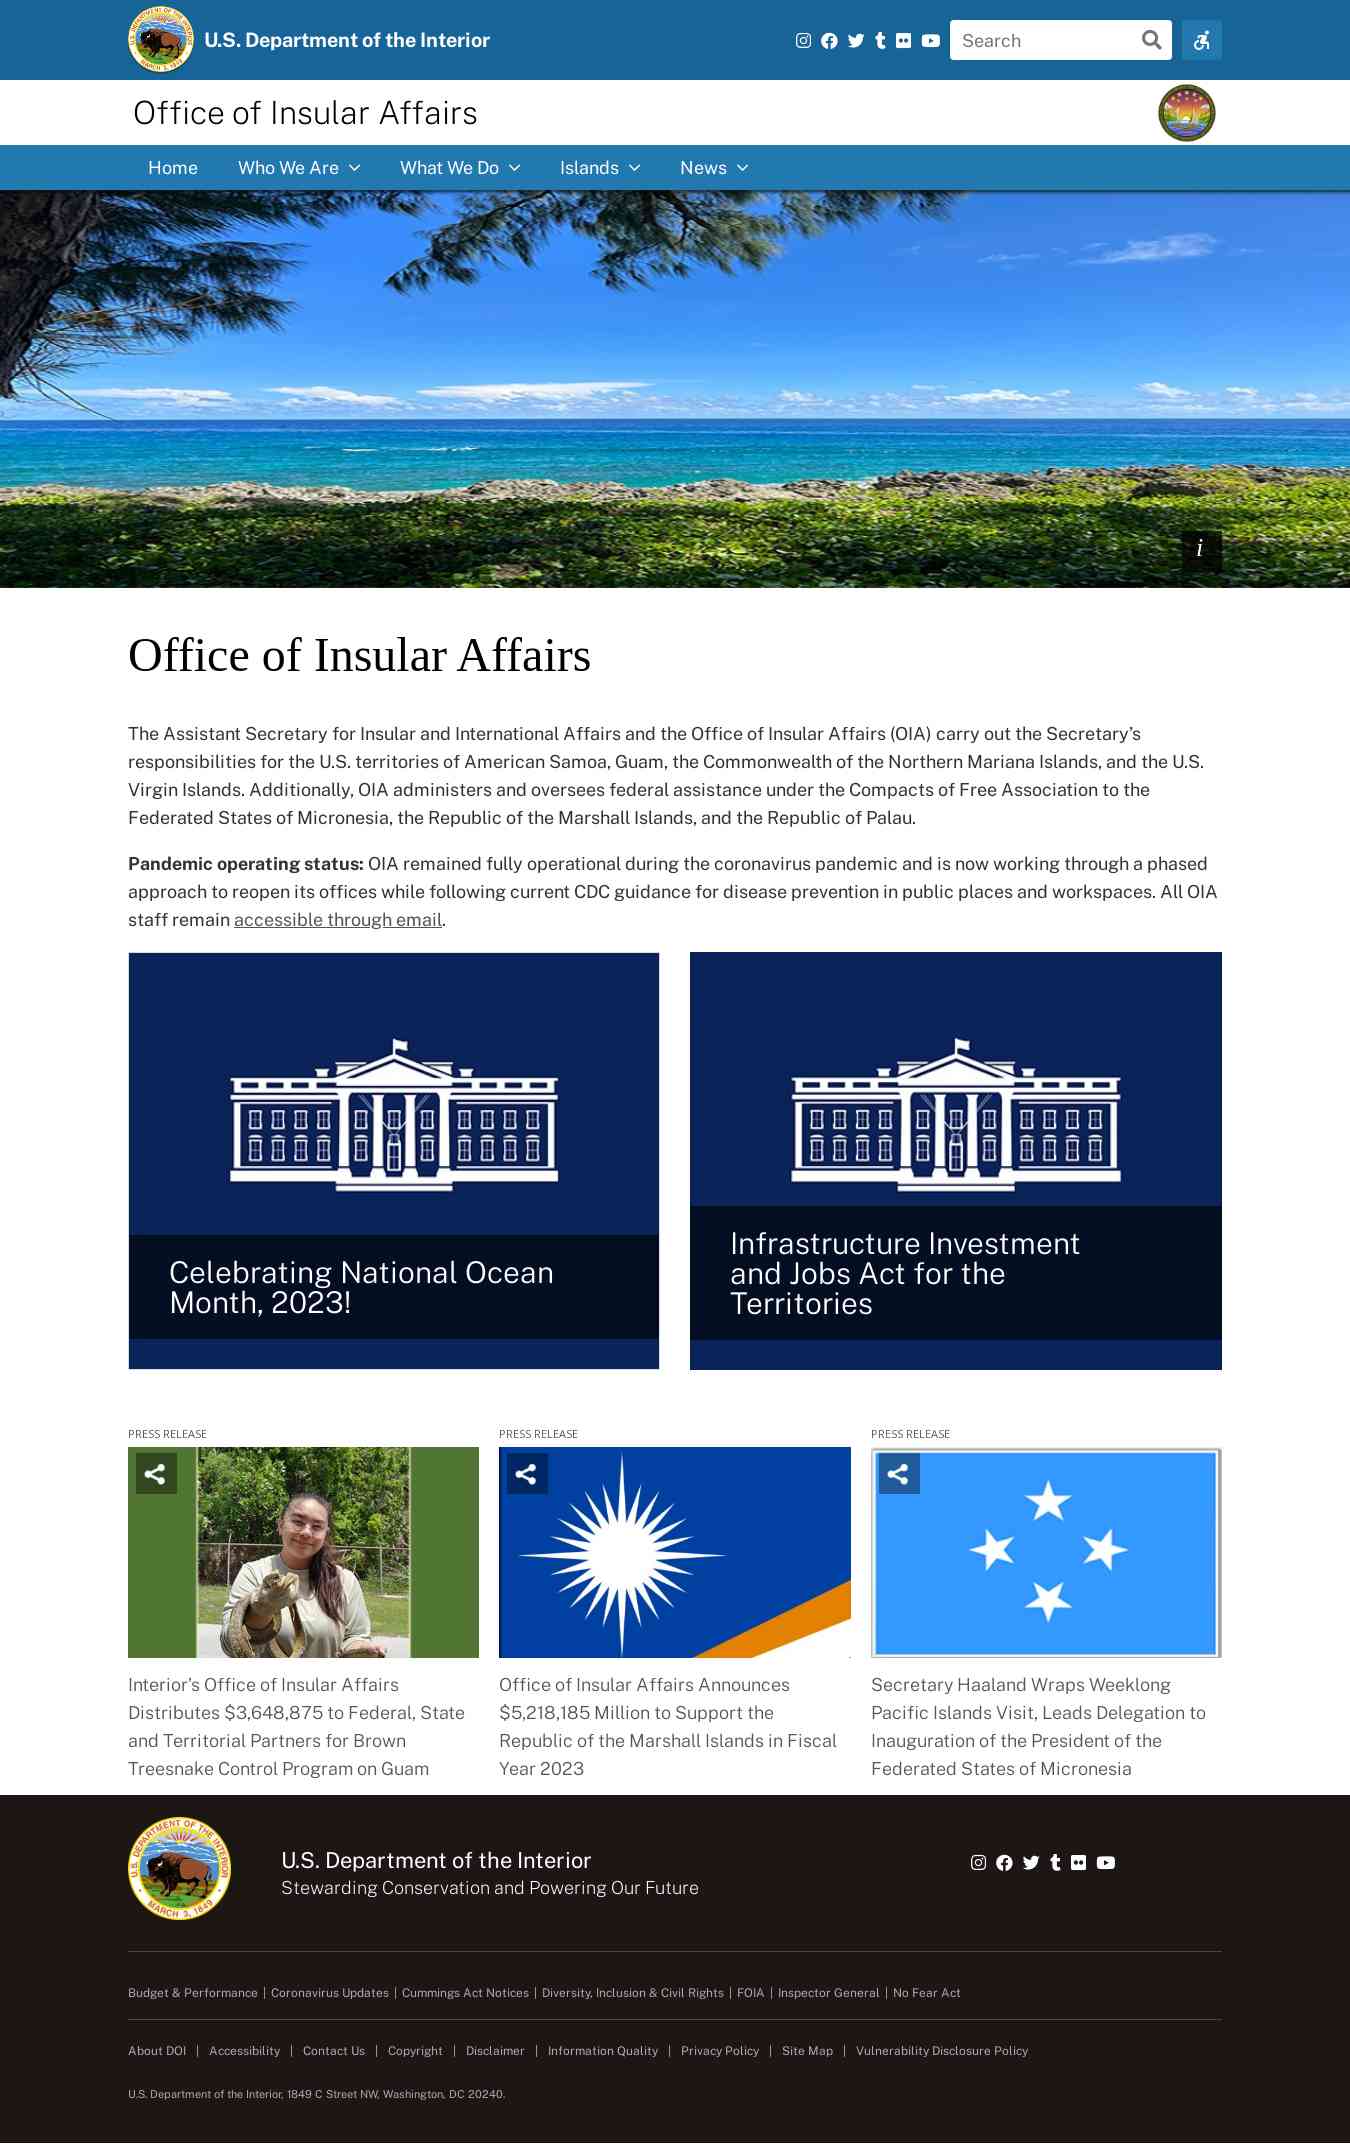 U.S. Department of the Interior
Search
Office of Insular Affairs
Home Who We Are What We Do Islands News
i
Office of Insular Affairs
The Assistant Secretary for Insular and International Affairs and the Office of Insular Affairs (OIA) carry out the Secretary's
responsibilities for the U.S. territories of American Samoa, Guam, the Commonwealth of the Northern Mariana Islands, and the U.S.
Virgin Islands. Additionally, OIA administers and oversees federal assistance under the Compacts of Free Association to the
Federated States of Micronesia, the Republic of the Marshall Islands, and the Republic of Palau.
Pandemic operating status: OIA remained fully operational during the coronavirus pandemic and is now working through a phased
approach to reopen its offices while following current CDC guidance for disease prevention in public places and workspaces. All OIA
staff remain accessible through email.
Celebrating National Ocean
Month, 2023!
Infrastructure Investment
and Jobs Act for the
Territories
PRESS RELEASE
Interior's Office of Insular Affairs
Distributes $3,648,875 to Federal, State
and Territorial Partners for Brown
Treesnake Control Program on Guam
PRESS RELEASE
Office of Insular Affairs Announces
$5,218,185 Million to Support the
Republic of the Marshall Islands in Fiscal
Year 2023
PRESS RELEASE
Secretary Haaland Wraps Weeklong
Pacific Islands Visit, Leads Delegation to
Inauguration of the President of the
Federated States of Micronesia
U.S. DEPARTMENT OF THE INTERIOR
MARCH 3, 1849
U.S. Department of the Interior
Stewarding Conservation and Powering Our Future
Budget & Performance | Coronavirus Updates | Cummings Act Notices | Diversity, Inclusion & Civil Rights | FOIA | Inspector General | No Fear Act
About DOI | Accessibility | Contact Us | Copyright | Disclaimer | Information Quality | Privacy Policy | Site Map | Vulnerability Disclosure Policy
U.S. Department of the Interior, 1849 C Street NW, Washington, DC 20240.